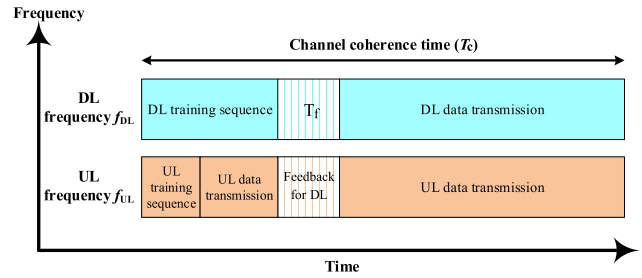 Frequency
Channel coherence time (Tc)
DL
frequency fDL
DL training sequence
Tf
DL data transmission
UL
frequency fUL
UL
training
sequence
UL data
transmission
Feedback
for DL
UL data transmission
Time